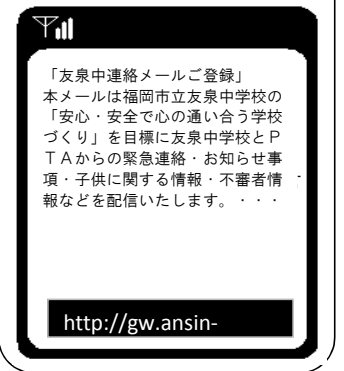 「友泉中連絡メールご登録」
本メールは福岡市立友泉中学校の
「安心・安全で心の通い合う学校
づくり」を目標に友泉中学校とＰ
ＴＡからの緊急連絡・お知らせ事
項・子供に関する情報・不審者情
報などを配信いたします。・・・
http://gw.ansin-